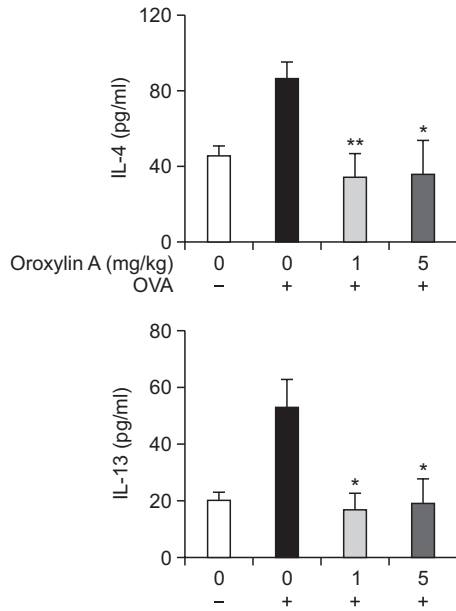 120
80
40
0
IL-4 (pg/ml)
**
*
Oroxylin A (mg/kg) 0 0 1 5
OVA – + + +
80
60
40
20
0
IL-13 (pg/ml)
*
*
0 0 1 5
– + + +